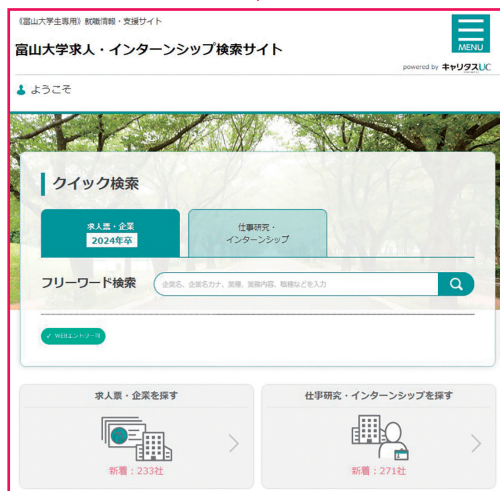 《富山大学生専用》就職情報・支援サイト
富山大学求人・インターンシップ検索サイト
MENU
powered by キャリタスUC
ようこそ
クイック検索
求人票・企業
2024年卒
仕事研究・
インターンシップ
フリーワード検索
企業名、企業名カナ、業種、業務内容、職種などを入力
WEBエントリー可
求人票・企業を探す
新着：233社
仕事研究・インターンシップを探す
新着：271社